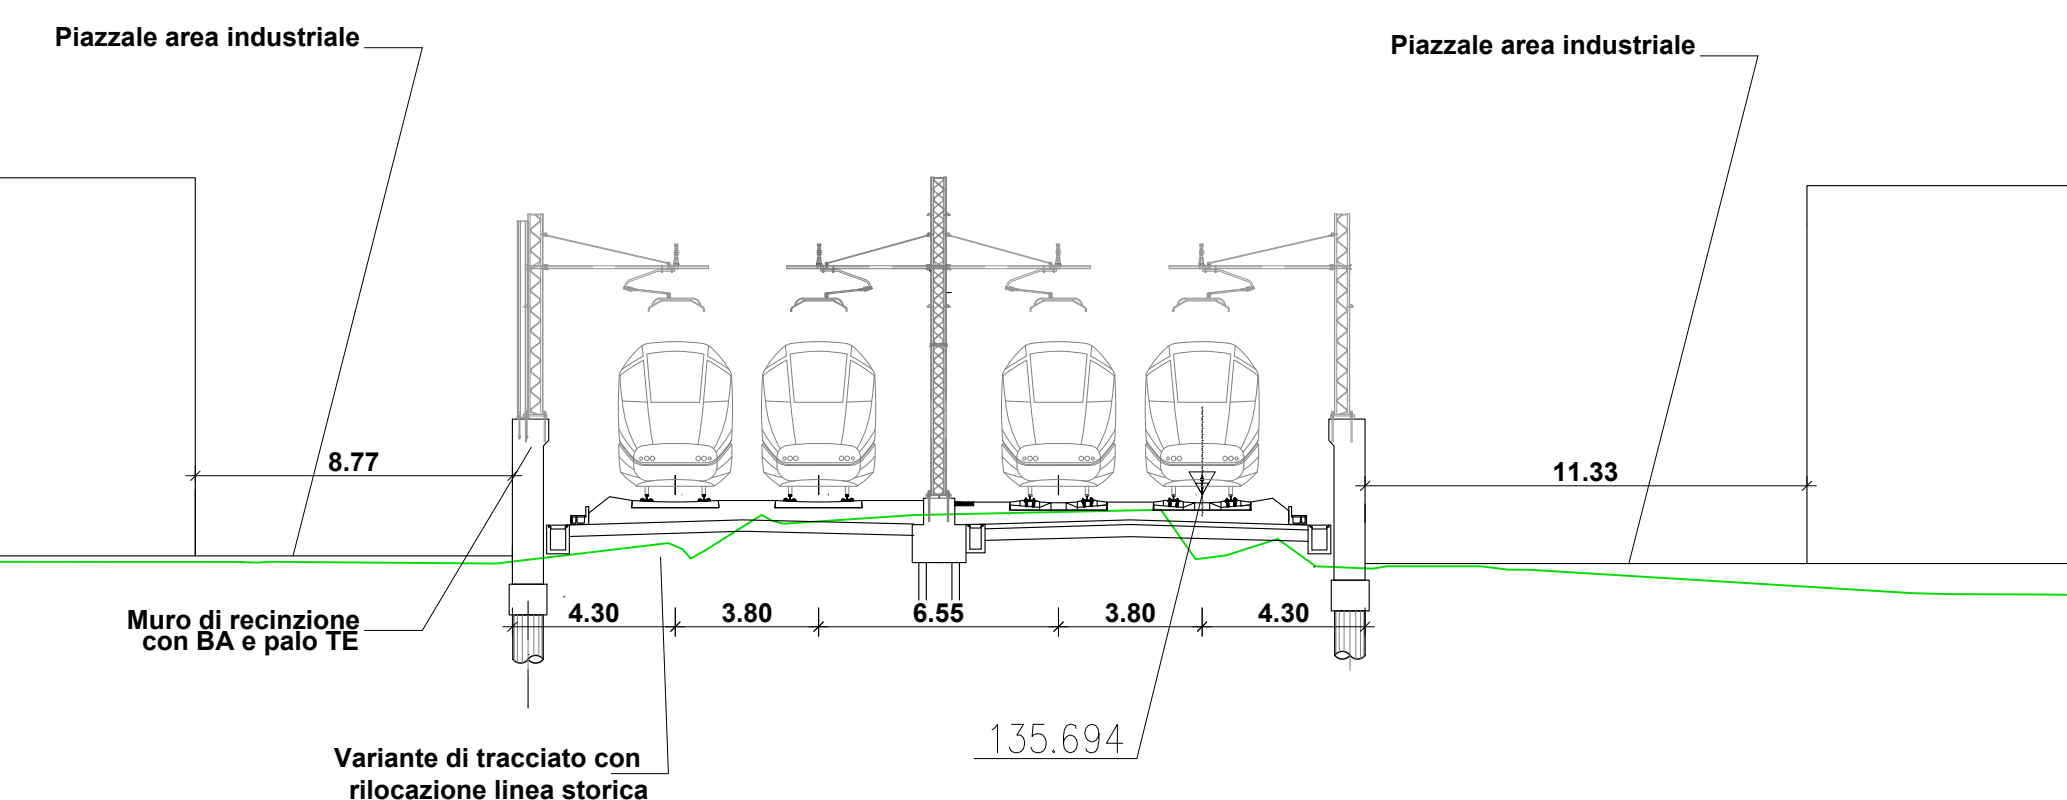 Piazzale area industriale
Piazzale area industriale
8.77
11.33
4.30
3.80
6.55
3.80
4.30
Muro di recinzione
con BA e palo TE
135.694
Variante di tracciato con
rilocazione linea storica